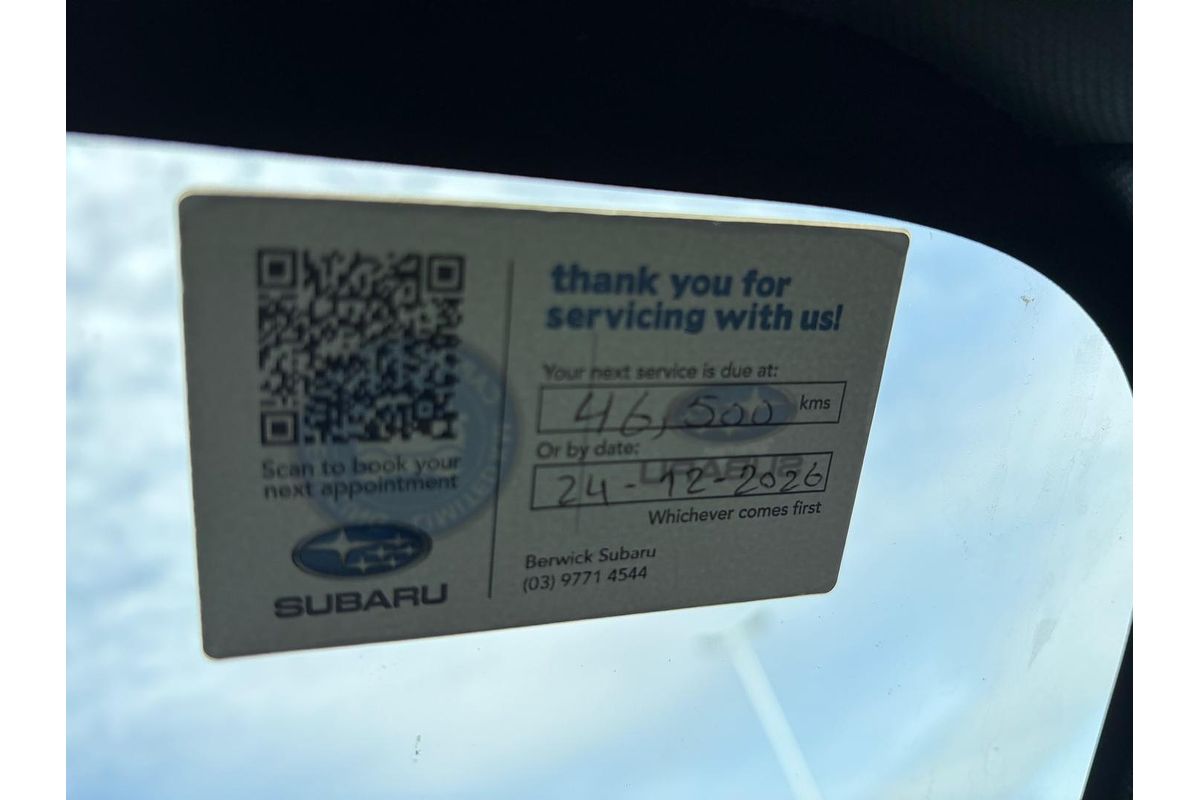 thank you for
servicing with us!
Your next service is due at:
46,500 kms
Or by date:
24-12-2026
Whichever comes first
Berwick Subaru
(03) 9771 4544
Scan to book your
next appointment
SUBARU